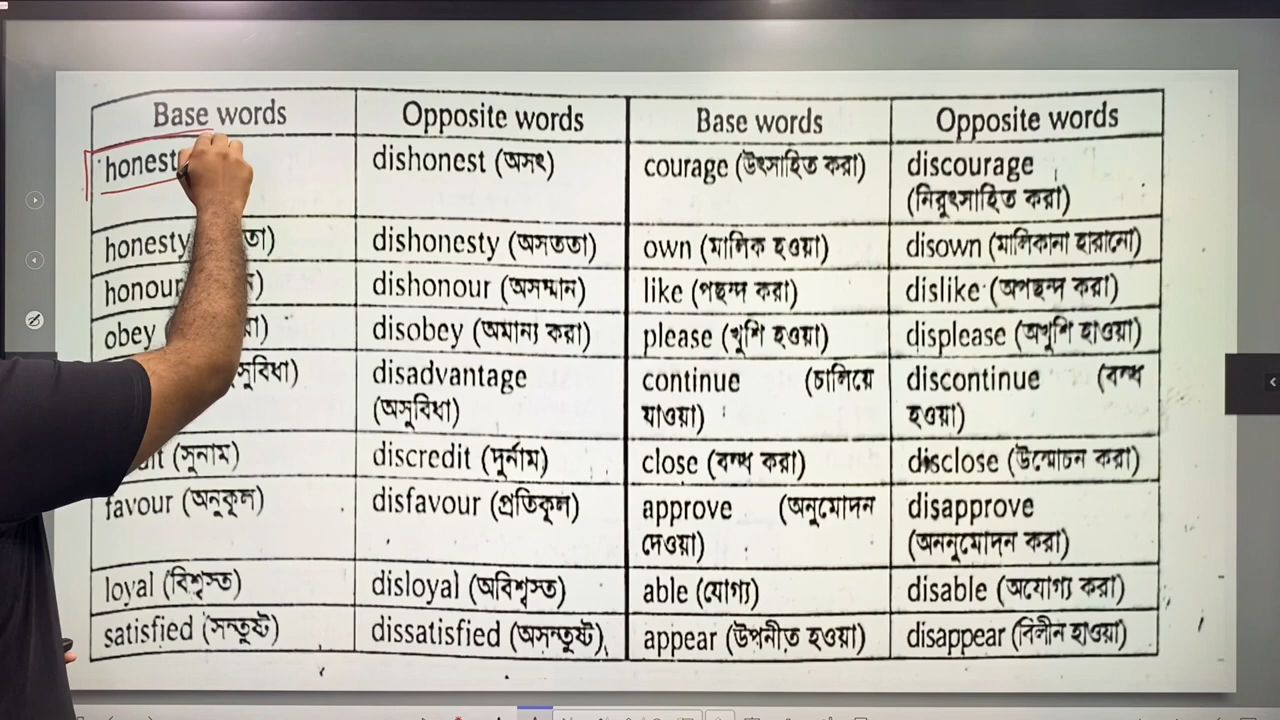 Base words Opposite words Base words Opposite words
honest dishonest (অসৎ) courage (উৎসাহিত করা) discourage
(নিরুৎসাহিত করা)
honesty dishonesty (অসততা) own (মালিক হওয়া) disown (মালিকানা হারানো)
honour dishonour (অসম্মান) like (পছন্দ করা) dislike (অপছন্দ করা)
obey disobey (অমান্য করা) please (খুশি হওয়া) displease (অখুশি হাওয়া)
(সুবিধা) disadvantage continue (চালিয়ে discontinue (বন্ধ
(অসুবিধা) যাওয়া) হওয়া)
(সুনাম) discredit (দুর্নাম) close (বন্ধ করা) disclose (উন্মোচন করা)
favour (অনুকূল) disfavour (প্রতিকূল) approve (অনুমোদন disapprove
দেওয়া) (অননুমোদন করা)
loyal (বিশ্বস্ত) disloyal (অবিশ্বস্ত) able (যোগ্য) disable (অযোগ্য করা)
satisfied (সন্তুষ্ট) dissatisfied (অসন্তুষ্ট) appear (উপনীত হওয়া) disappear (বিলীন হাওয়া)